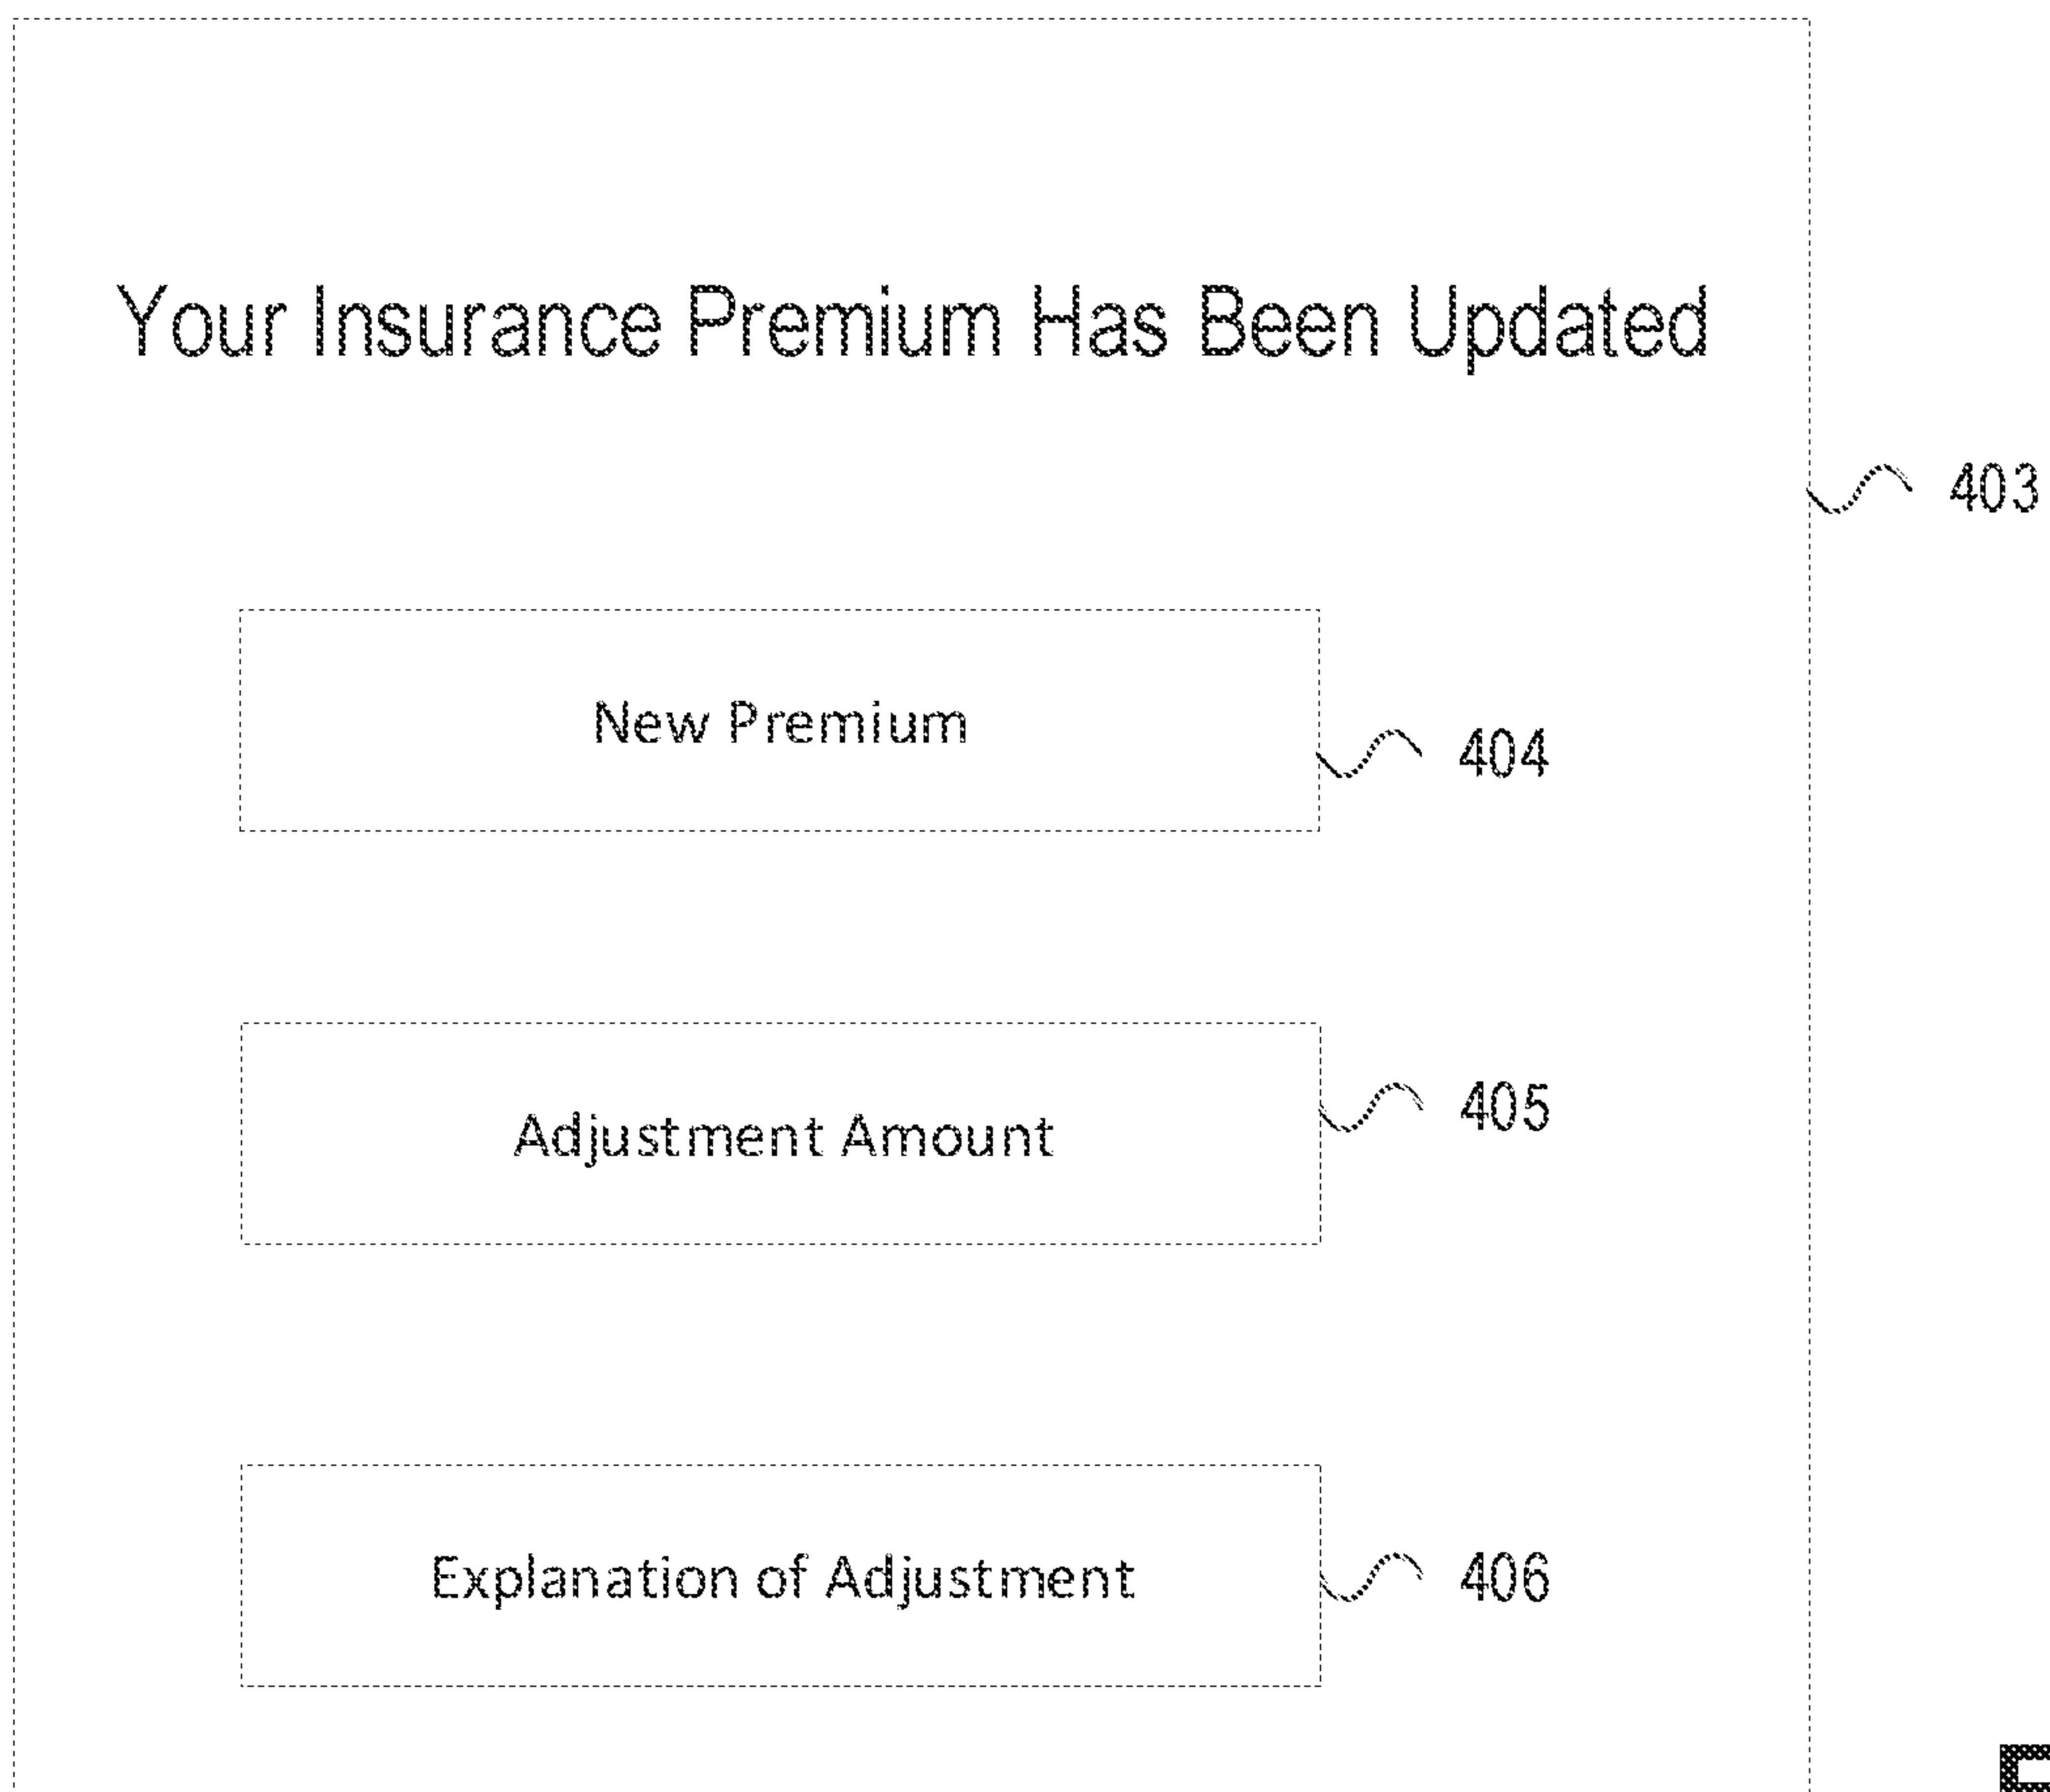 Your Insurance Premium Has Been Updated
403
New Premium
404
Adjustment Amount
405
Explanation of Adjustment
406